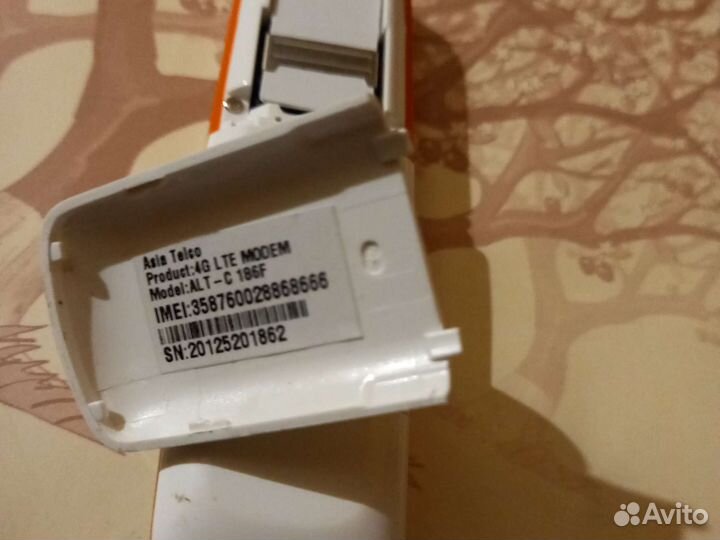 Asia Telco
Product:4G LTE MODEM
Model:ALT-C 186F
IMEI:358760028868666
SN:20125201862
Avito